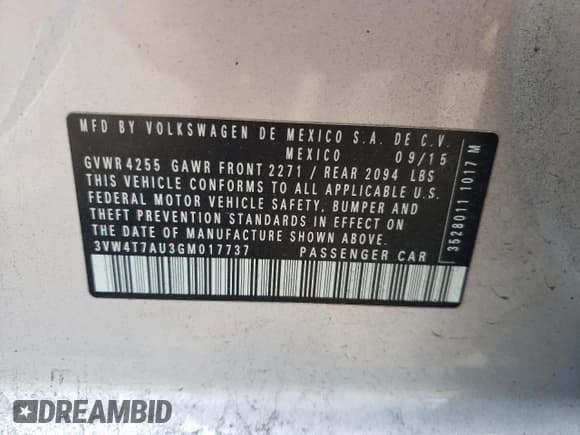 MFD BY VOLKSWAGEN DE MEXICO S.A. DE C.V.
MEXICO 09/15
GVWR 4255 GAWR FRONT 2271 / REAR 2094 LBS
THIS VEHICLE CONFORMS TO ALL APPLICABLE U.S.
FEDERAL MOTOR VEHICLE SAFETY, BUMPER AND
THEFT PREVENTION STANDARDS IN EFFECT ON
THE DATE OF MANUFACTURE SHOWN ABOVE.
3VW4T7AU3GM017737 PASSENGER CAR
3528011 1017 M
DREAMBID